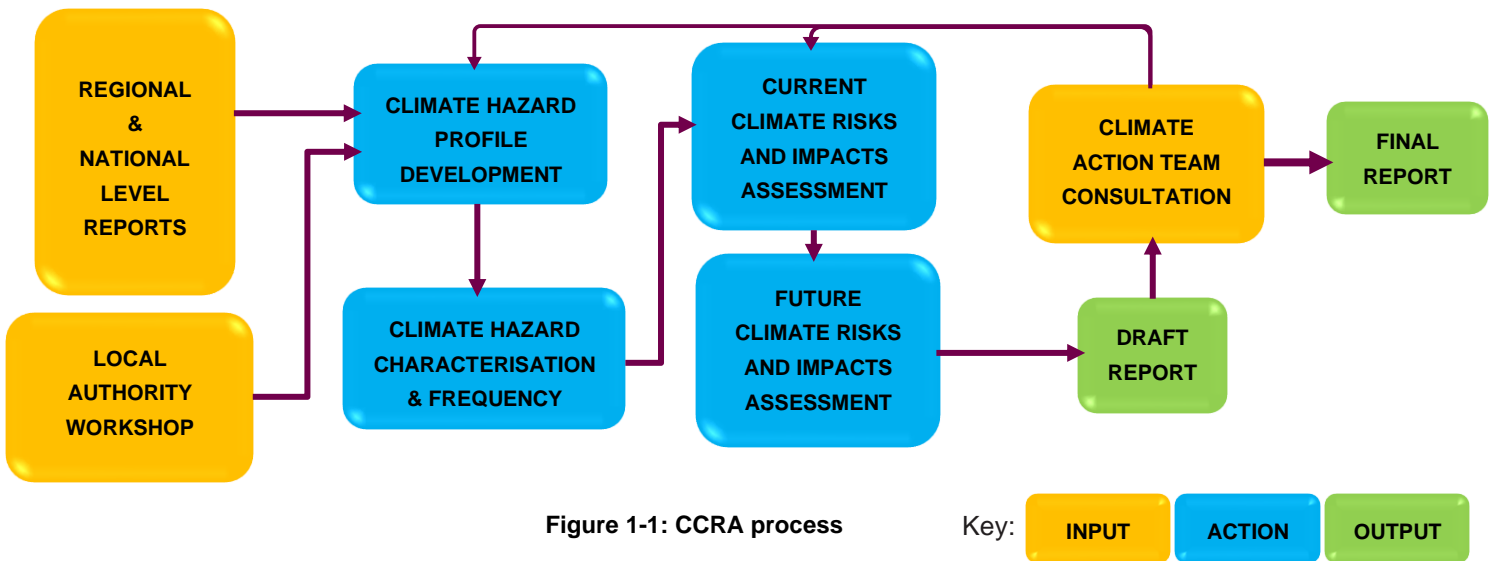 REGIONAL
&
NATIONAL
LEVEL
REPORTS
LOCAL
AUTHORITY
WORKSHOP
CLIMATE HAZARD
PROFILE
DEVELOPMENT
CLIMATE HAZARD
CHARACTERISATION
& FREQUENCY
CURRENT
CLIMATE RISKS
AND IMPACTS
ASSESSMENT
FUTURE
CLIMATE RISKS
AND IMPACTS
ASSESSMENT
CLIMATE
ACTION TEAM
CONSULTATION
DRAFT
REPORT
FINAL
REPORT
Figure 1-1: CCRA process
Key:
INPUT
ACTION
OUTPUT